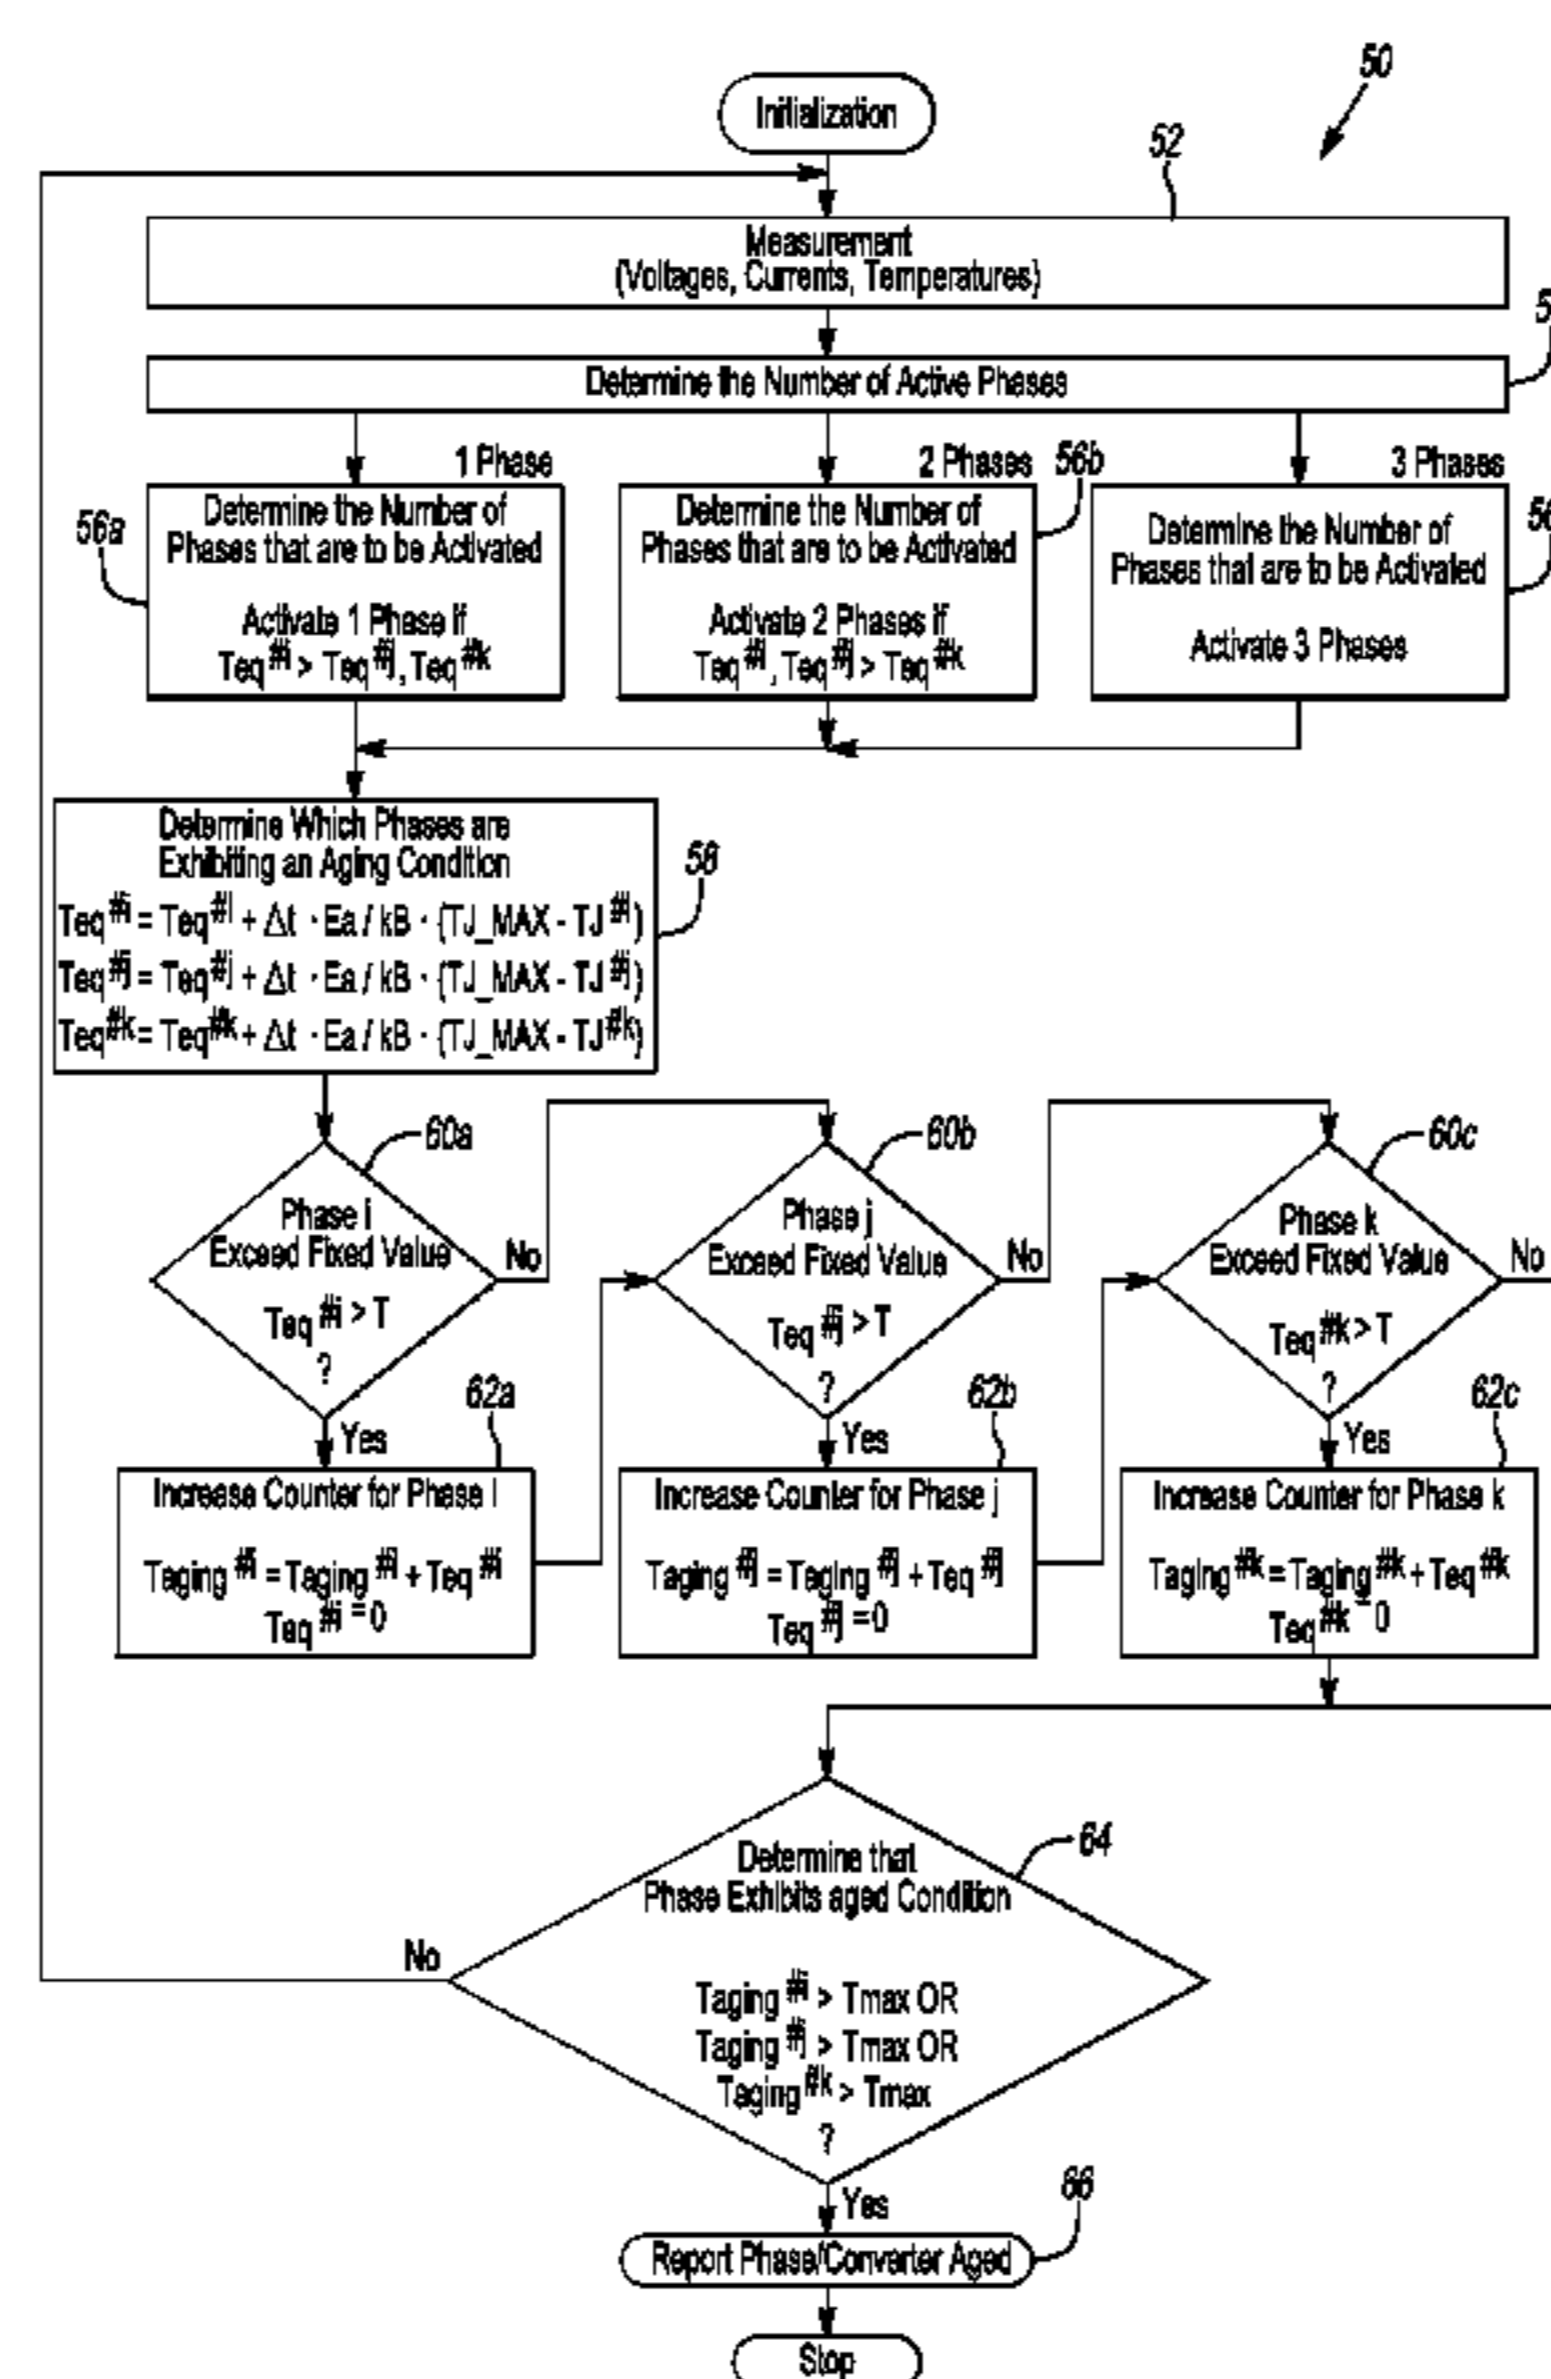 50
Initialization
52
Measurement
(Voltages, Currents, Temperatures)
Determine the Number of Active Phases
1 Phase
2 Phases
56b
3 Phases
56a
Determine the Number of
Phases that are to be Activated
Activate 1 Phase if
Teq #i > Teq #j, Teq #k
Determine the Number of
Phases that are to be Activated
Activate 2 Phases if
Teq #i, Teq #j > Teq #k
Determine the Number of
Phases that are to be Activated
Activate 3 Phases
Determine Which Phases are
Exhibiting an Aging Condition
Teq #i = Teq #i + Δt · Ea / kB · (TJ_MAX - TJ #i)
Teq #j = Teq #j + Δt · Ea / kB · (TJ_MAX - TJ #j)
Teq #k = Teq #k + Δt · Ea / kB · (TJ_MAX - TJ #k)
58
60a
Phase i
Exceed Fixed Value
Teq #i > T
?
No
Yes
60b
Phase j
Exceed Fixed Value
Teq #j > T
?
No
Yes
60c
Phase k
Exceed Fixed Value
Teq #k > T
?
No
Yes
62a
Increase Counter for Phase i
Taging #i = Taging #i + Teq #i
Teq #i = 0
62b
Increase Counter for Phase j
Taging #j = Taging #j + Teq #j
Teq #j = 0
62c
Increase Counter for Phase k
Taging #k = Taging #k + Teq #k
Teq #k = 0
64
Determine that
Phase Exhibits aged Condition
Taging #i > Tmax OR
Taging #j > Tmax OR
Taging #k > Tmax
?
No
Yes
66
Report Phase/Converter Aged
Stop